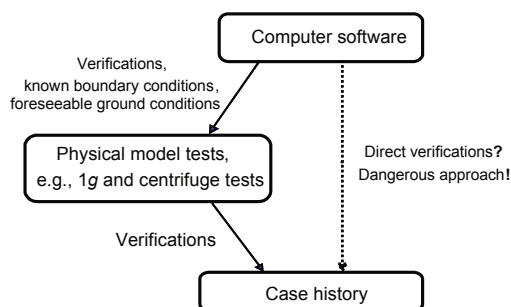 Computer software
Verifications,
known boundary conditions,
foreseeable ground conditions
Physical model tests,
e.g., 1g and centrifuge tests
Direct verifications?
Dangerous approach!
Verifications
Case history